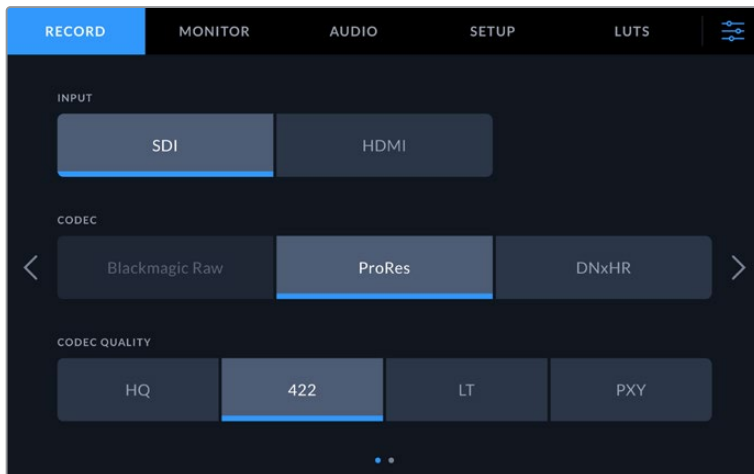 RECORD MONITOR AUDIO SETUP LUTS
INPUT
SDI HDMI
CODEC
Blackmagic Raw ProRes DNxHR
CODEC QUALITY
HQ 422 LT PXY